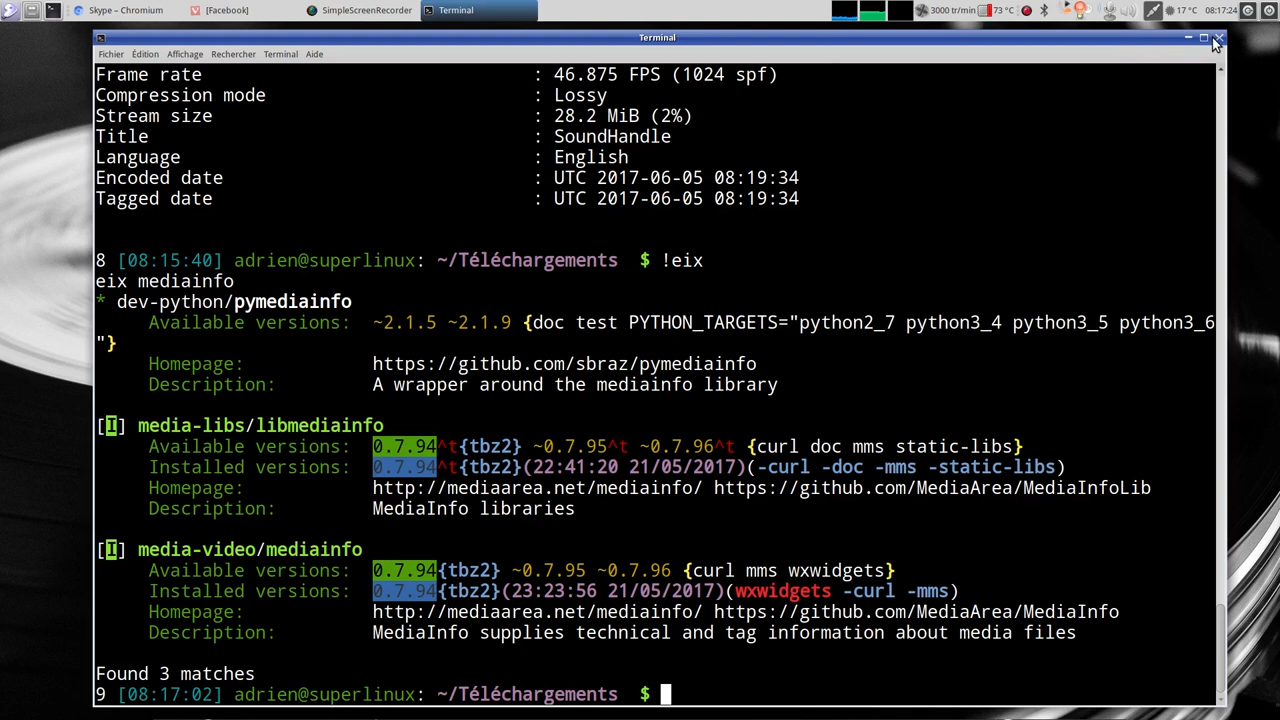 Skype – Chromium [Facebook] SimpleScreenRecorder Terminal 3000 tr/min 73 °C 17 °C 08:17:24
Terminal
Fichier Édition Affichage Rechercher Terminal Aide
Frame rate : 46.875 FPS (1024 spf)
Compression mode : Lossy
Stream size : 28.2 MiB (2%)
Title : SoundHandle
Language : English
Encoded date : UTC 2017-06-05 08:19:34
Tagged date : UTC 2017-06-05 08:19:34
8 [08:15:40] adrien@superlinux: ~/Téléchargements $ !eix
eix mediainfo
* dev-python/pymediainfo
Available versions: ~2.1.5 ~2.1.9 {doc test PYTHON_TARGETS="python2_7 python3_4 python3_5 python3_6
"}
Homepage: https://github.com/sbraz/pymediainfo
Description: A wrapper around the mediainfo library
[I] media-libs/libmediainfo
Available versions: 0.7.94^t{tbz2} ~0.7.95^t ~0.7.96^t {curl doc mms static-libs}
Installed versions: 0.7.94^t{tbz2}(22:41:20 21/05/2017)(-curl -doc -mms -static-libs)
Homepage: http://mediaarea.net/mediainfo/ https://github.com/MediaArea/MediaInfoLib
Description: MediaInfo libraries
[I] media-video/mediainfo
Available versions: 0.7.94{tbz2} ~0.7.95 ~0.7.96 {curl mms wxwidgets}
Installed versions: 0.7.94{tbz2}(23:23:56 21/05/2017)(wxwidgets -curl -mms)
Homepage: http://mediaarea.net/mediainfo/ https://github.com/MediaArea/MediaInfo
Description: MediaInfo supplies technical and tag information about media files
Found 3 matches
9 [08:17:02] adrien@superlinux: ~/Téléchargements $